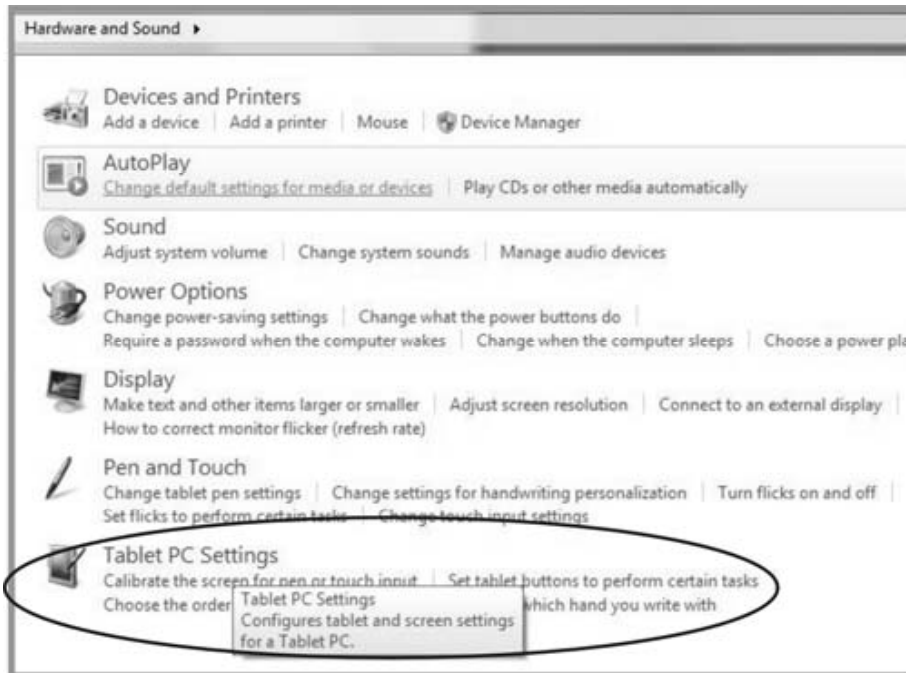 Hardware and Sound
Devices and Printers
Add a device | Add a printer | Mouse | Device Manager
AutoPlay
Change default settings for media or devices | Play CDs or other media automatically
Sound
Adjust system volume | Change system sounds | Manage audio devices
Power Options
Change power-saving settings | Change what the power buttons do |
Require a password when the computer wakes | Change when the computer sleeps | Choose a power pla
Display
Make text and other items larger or smaller | Adjust screen resolution | Connect to an external display |
How to correct monitor flicker (refresh rate)
Pen and Touch
Change tablet pen settings | Change settings for handwriting personalization | Turn flicks on and off |
Set flicks to perform certain tasks | Change touch input settings
Tablet PC Settings
Calibrate the screen for pen or touch input | Set tablet buttons to perform certain tasks
Choose the order which hand you write with
Tablet PC Settings
Configures tablet and screen settings
for a Tablet PC.